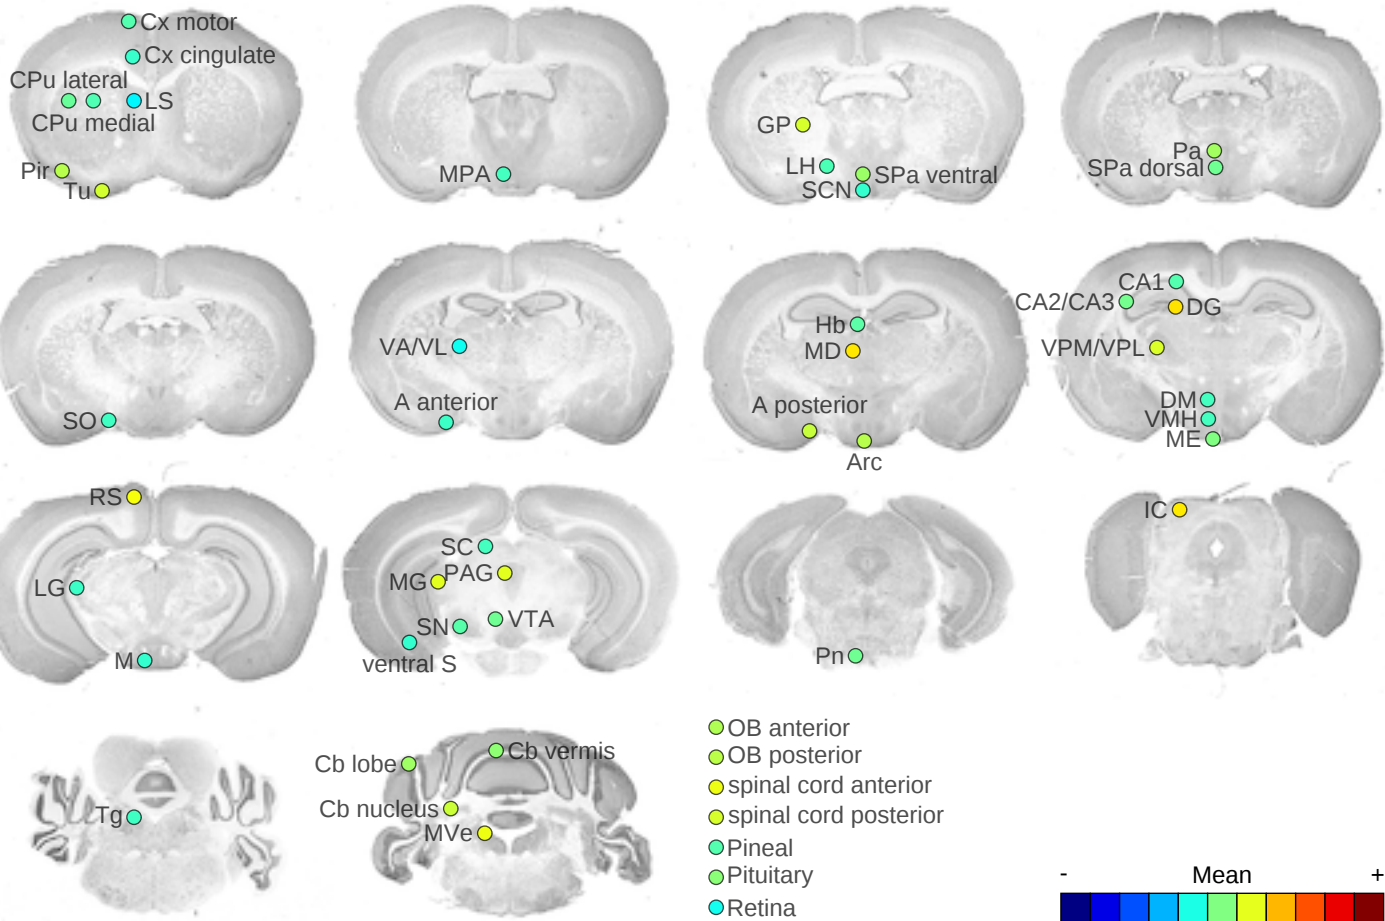 Cx motor
Cx cingulate
CPu lateral
LS
CPu medial
Pir
Tu
MPA
GP
LH
SPa ventral
SCN
Pa
SPa dorsal
SO
VA/VL
A anterior
Hb
MD
A posterior
Arc
CA1
CA2/CA3
DG
VPM/VPL
DM
VMH
ME
RS
LG
M
SC
MG
PAG
SN
VTA
ventral S
Pn
IC
Tg
Cb lobe
Cb vermis
Cb nucleus
MVe
OB anterior
OB posterior
spinal cord anterior
spinal cord posterior
Pineal
Pituitary
Retina
- Mean +